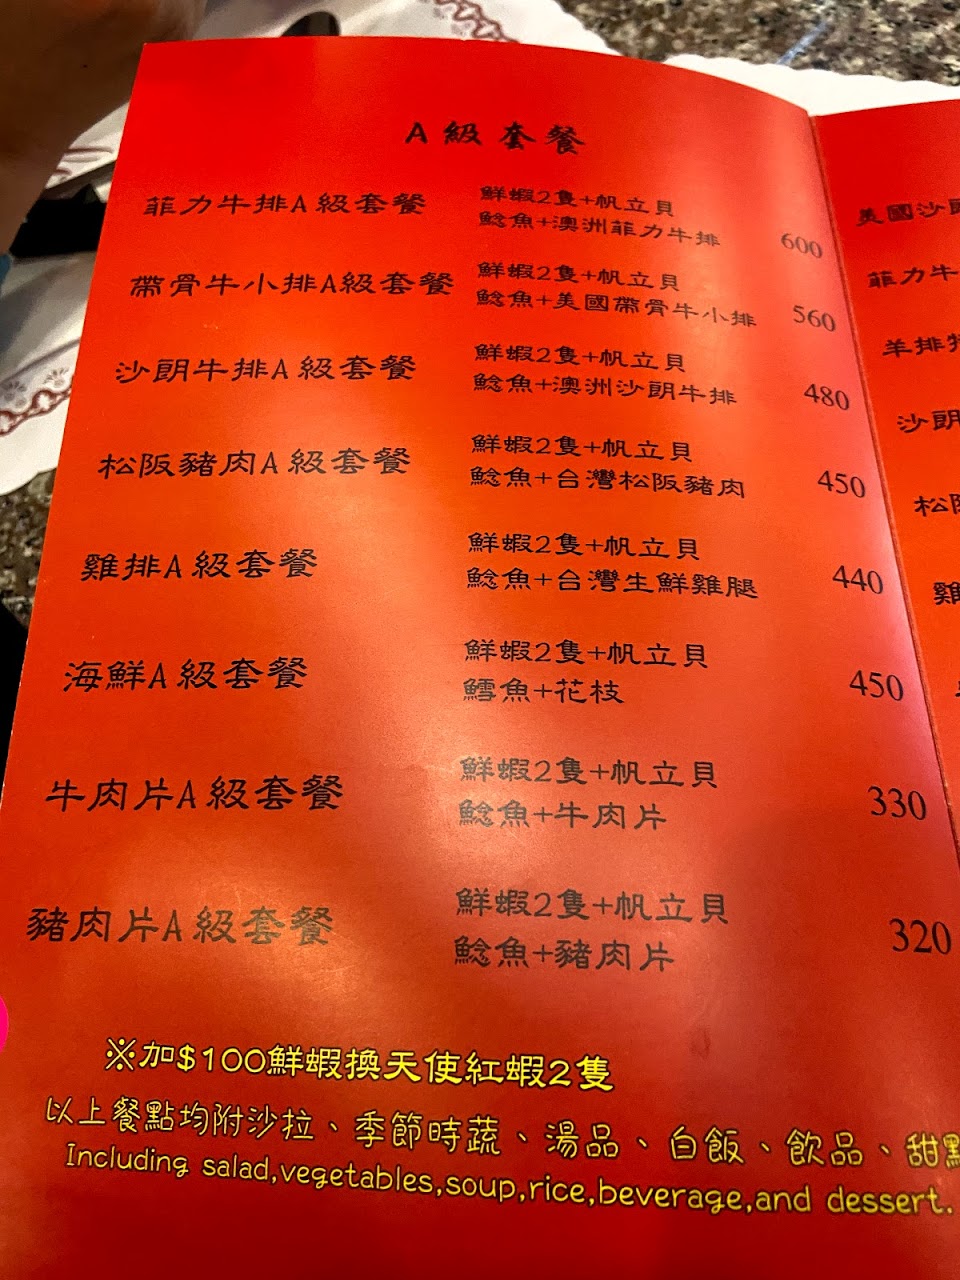 A級套餐
菲力牛排A級套餐
鮮蝦2隻+帆立貝
鯰魚+澳洲菲力牛排
600
帶骨牛小排A級套餐
鮮蝦2隻+帆立貝
鯰魚+美國帶骨牛小排
560
沙朗牛排A級套餐
鮮蝦2隻+帆立貝
鯰魚+澳洲沙朗牛排
480
松阪豬肉A級套餐
鮮蝦2隻+帆立貝
鯰魚+台灣松阪豬肉
450
雞排A級套餐
鮮蝦2隻+帆立貝
鯰魚+台灣生鮮雞腿
440
海鮮A級套餐
鮮蝦2隻+帆立貝
鱈魚+花枝
450
牛肉片A級套餐
鮮蝦2隻+帆立貝
鯰魚+牛肉片
330
豬肉片A級套餐
鮮蝦2隻+帆立貝
鯰魚+豬肉片
320
※加$100鮮蝦換天使紅蝦2隻
以上餐點均附沙拉、季節時蔬、湯品、白飯、飲品、甜點
Including salad,vegetables,soup,rice,beverage,and dessert.
美國沙
菲力牛
羊排
沙朗
松
雞